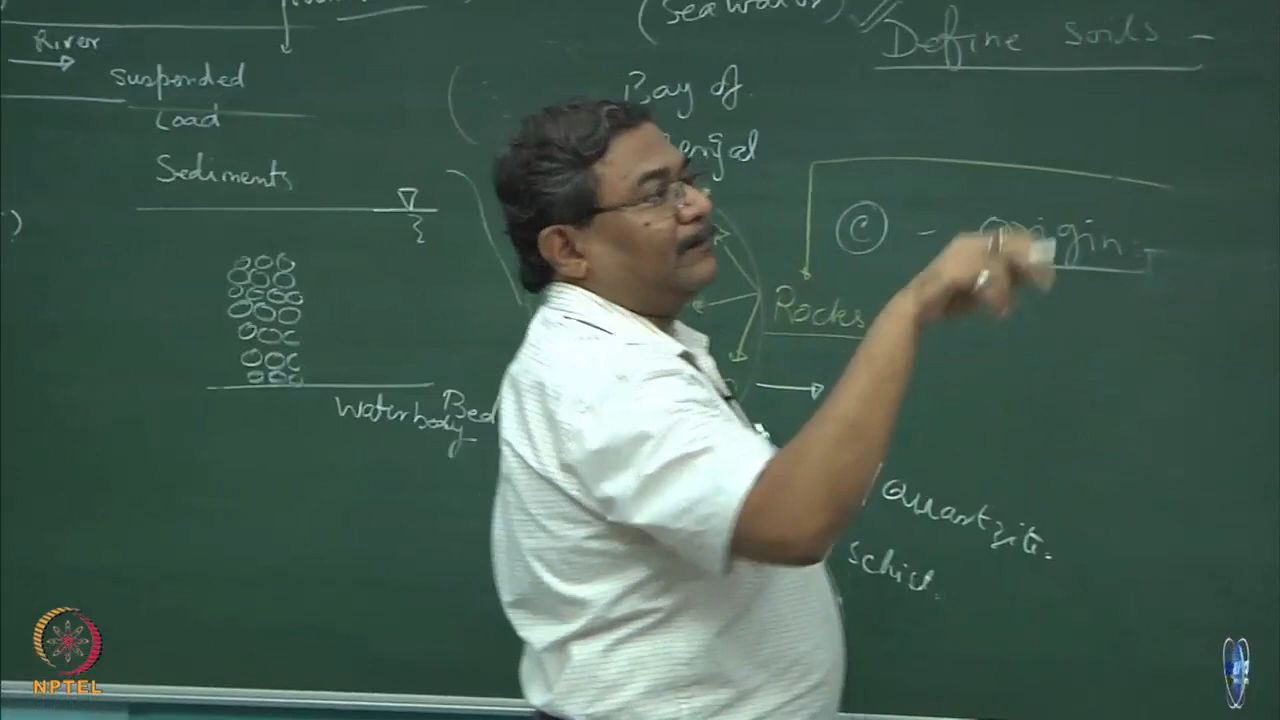 River
suspended
Load
Sediments
(Sea water)
Define soils -
Bay of
Bengal
© - origin
Rocks
Waterbody
Bed
Quartzite.
schist.
NPTEL